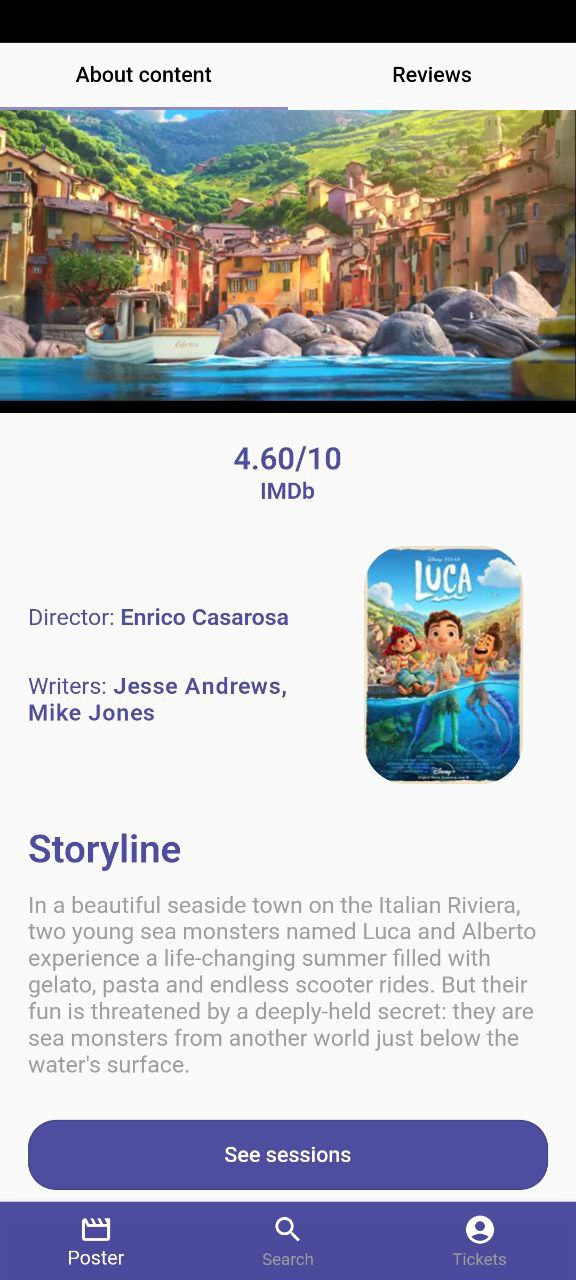 About content
Reviews
4.60/10
IMDb
Director: Enrico Casarosa
Writers: Jesse Andrews,
Mike Jones
Disney PIXAR
LUCA
Disney+
Storyline
In a beautiful seaside town on the Italian Riviera,
two young sea monsters named Luca and Alberto
experience a life-changing summer filled with
gelato, pasta and endless scooter rides. But their
fun is threatened by a deeply-held secret: they are
sea monsters from another world just below the
water's surface.
See sessions
Poster
Search
Tickets